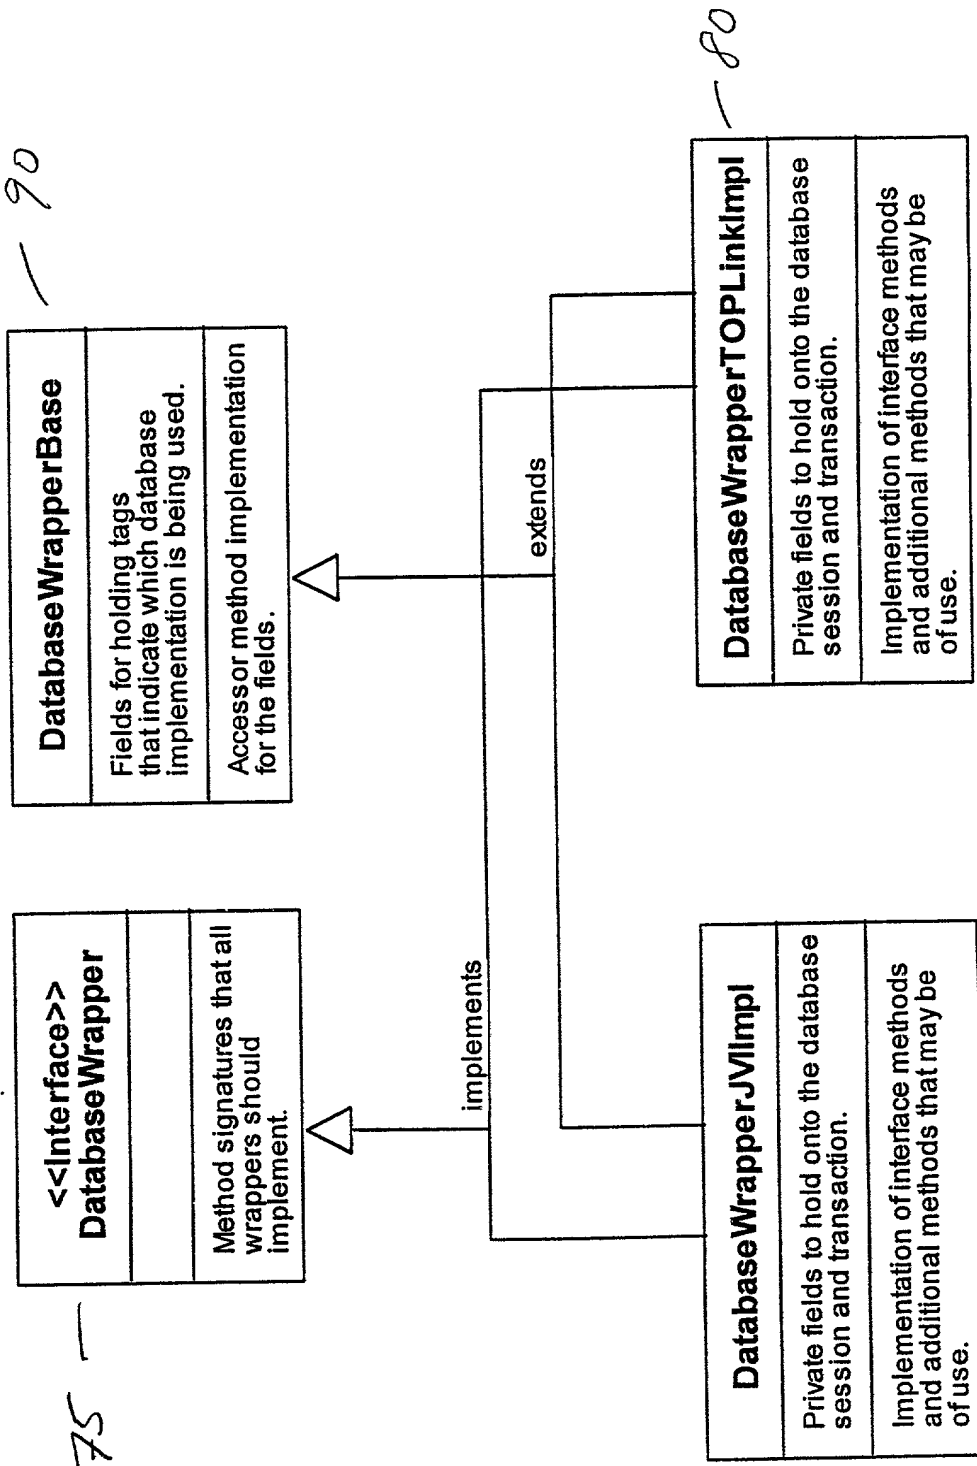 75
<<Interface>>
DatabaseWrapper
Method signatures that all
wrappers should
implement.
90
DatabaseWrapperBase
Fields for holding tags
that indicate which database
implementation is being used.
Accessor method implementation
for the fields.
implements
extends
DatabaseWrapperJVIImpl
Private fields to hold onto the database
session and transaction.
Implementation of interface methods
and additional methods that may be
of use.
80
DatabaseWrapperTOPLinkImpl
Private fields to hold onto the database
session and transaction.
Implementation of interface methods
and additional methods that may be
of use.